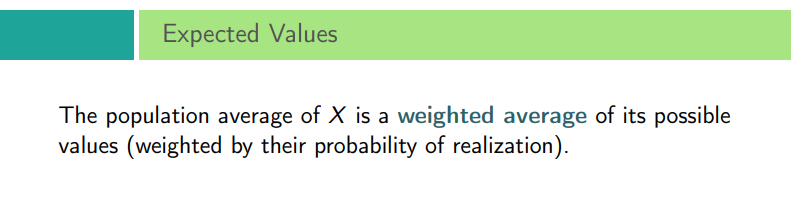 Expected Values
The population average of X is a weighted average of its possible
values (weighted by their probability of realization).